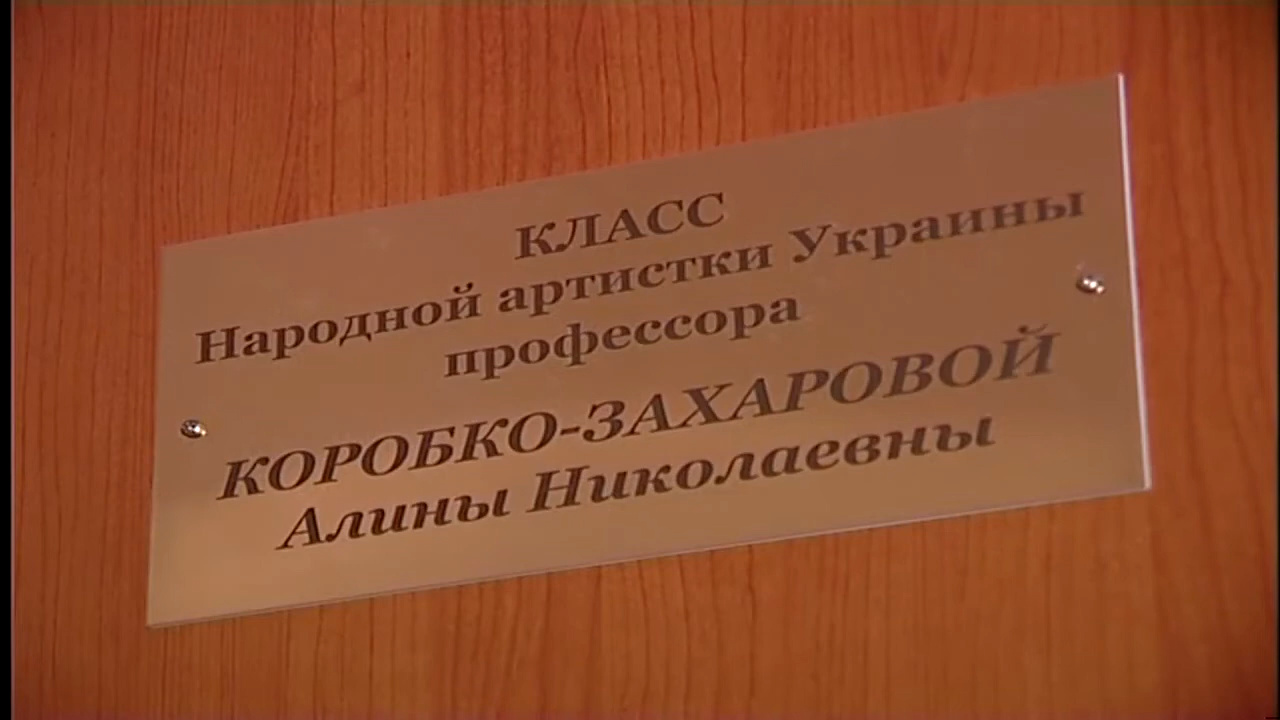 КЛАСС
Народной артистки Украины
профессора
КОРОБКО-ЗАХАРОВОЙ
Алины Николаевны